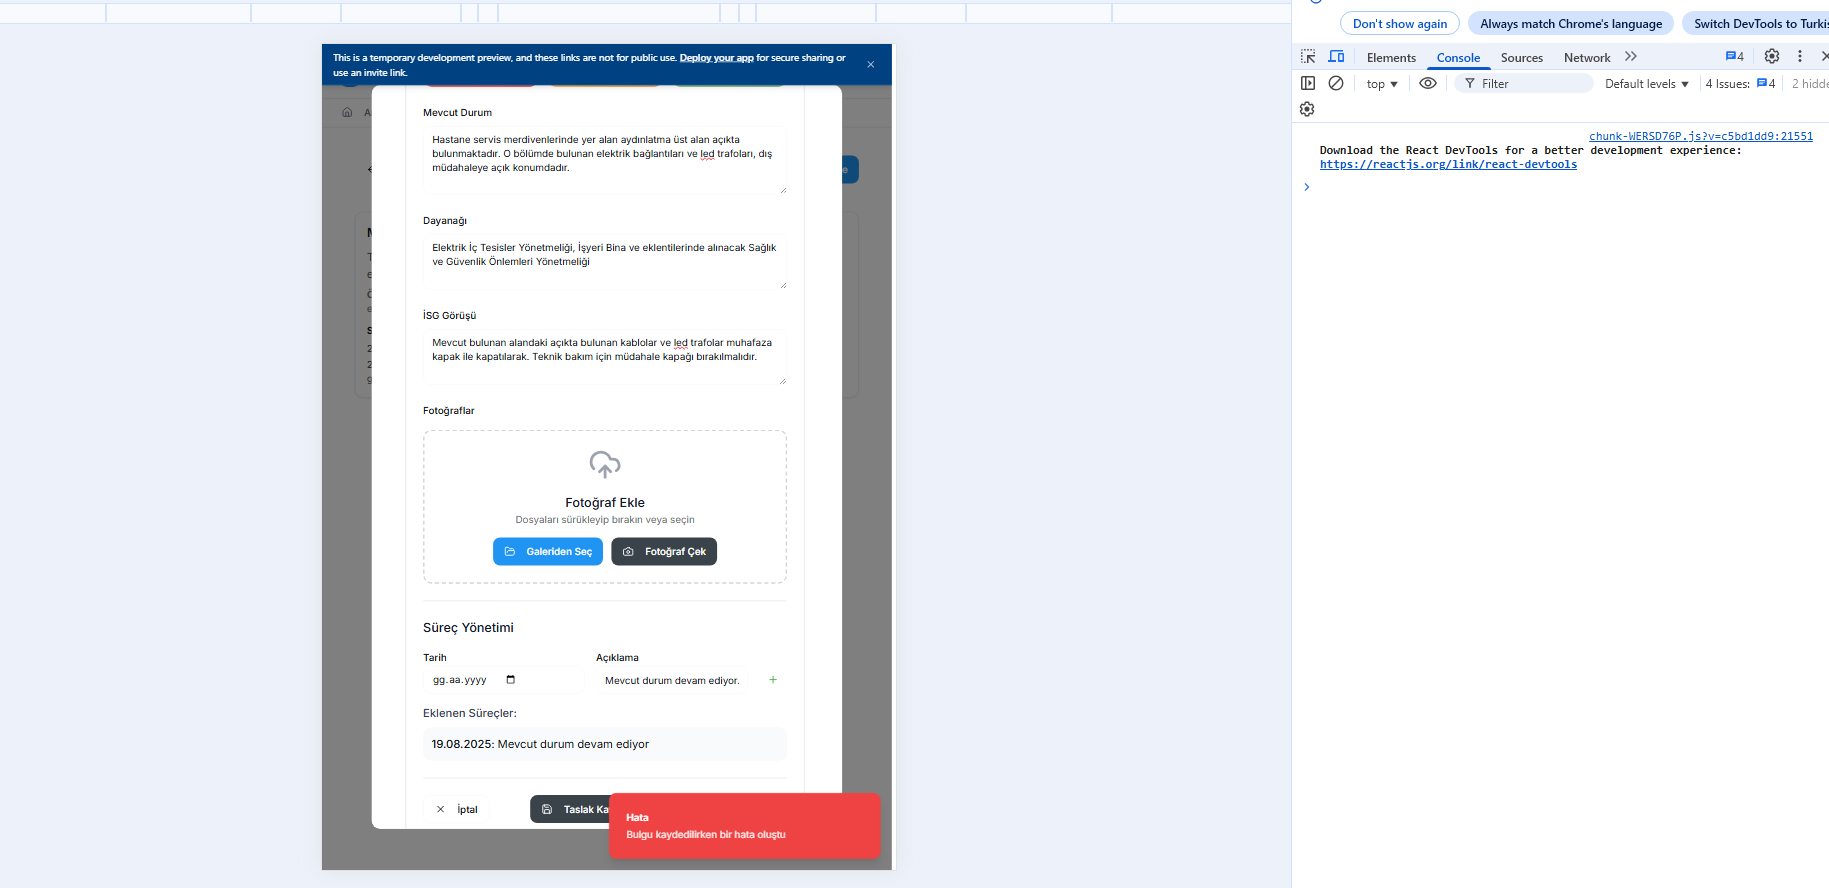 This is a temporary development preview, and these links are not for public use. Deploy your app for secure sharing or
use an invite link.
Mevcut Durum
Hastane servis merdivenlerinde yer alan aydınlatma üst alan açıkta
bulunmaktadır. O bölümde bulunan elektrik bağlantıları ve led trafoları, dış
müdahaleye açık konumdadır.
Dayanağı
Elektrik İç Tesisler Yönetmeliği, İşyeri Bina ve eklentilerinde alınacak Sağlık
ve Güvenlik Önlemleri Yönetmeliği
İSG Görüşü
Mevcut bulunan alandaki açıkta bulunan kablolar ve led trafolar muhafaza
kapak ile kapatılarak. Teknik bakım için müdahale kapağı bırakılmalıdır.
Fotoğraflar
Fotoğraf Ekle
Dosyaları sürükleyip bırakın veya seçin
Galeriden Seç
Fotoğraf Çek
Süreç Yönetimi
Tarih
Açıklama
gg.aa.yyyy
Mevcut durum devam ediyor.
Eklenen Süreçler:
19.08.2025: Mevcut durum devam ediyor
İptal
Taslak Ka
Hata
Bulgu kaydedilirken bir hata oluştu
Don't show again
Always match Chrome's language
Switch DevTools to Turkis
Elements
Console
Sources
Network
4
top
Filter
Default levels
4 Issues:
4
2 hidde
chunk-WERSD76P.js?v=c5bd1dd9:21551
Download the React DevTools for a better development experience:
https://reactjs.org/link/react-devtools